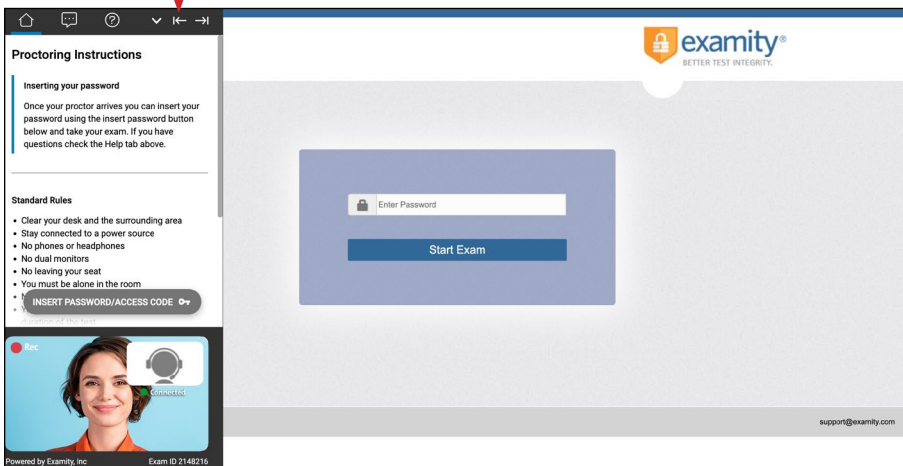 Proctoring Instructions
Inserting your password
Once your proctor arrives you can insert your
password using the insert password button
below and take your exam. If you have
questions check the Help tab above.
Standard Rules
• Clear your desk and the surrounding area
• Stay connected to a power source
• No phones or headphones
• No dual monitors
• No leaving your seat
• You must be alone in the room
INSERT PASSWORD/ACCESS CODE
duration of the test
Rec
Connected
Powered by Examity, Inc
Exam ID 2148216
examity®
BETTER TEST INTEGRITY.
Enter Password
Start Exam
support@examity.com